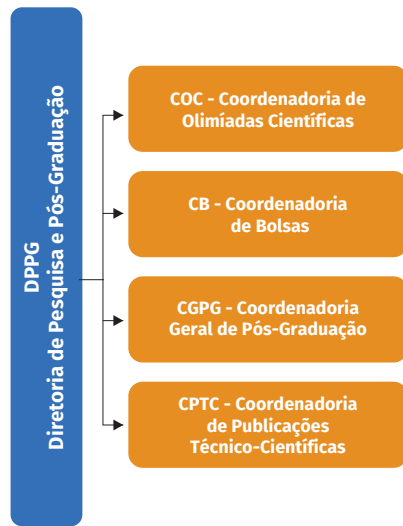 DPPG
Diretoria de Pesquisa e Pós-Graduação
COC - Coordenadoria de
Olimíadas Científicas
CB - Coordenadoria
de Bolsas
CGPG - Coordenadoria
Geral de Pós-Graduação
CPTC - Coordenadoria
de Publicações
Técnico-Científicas